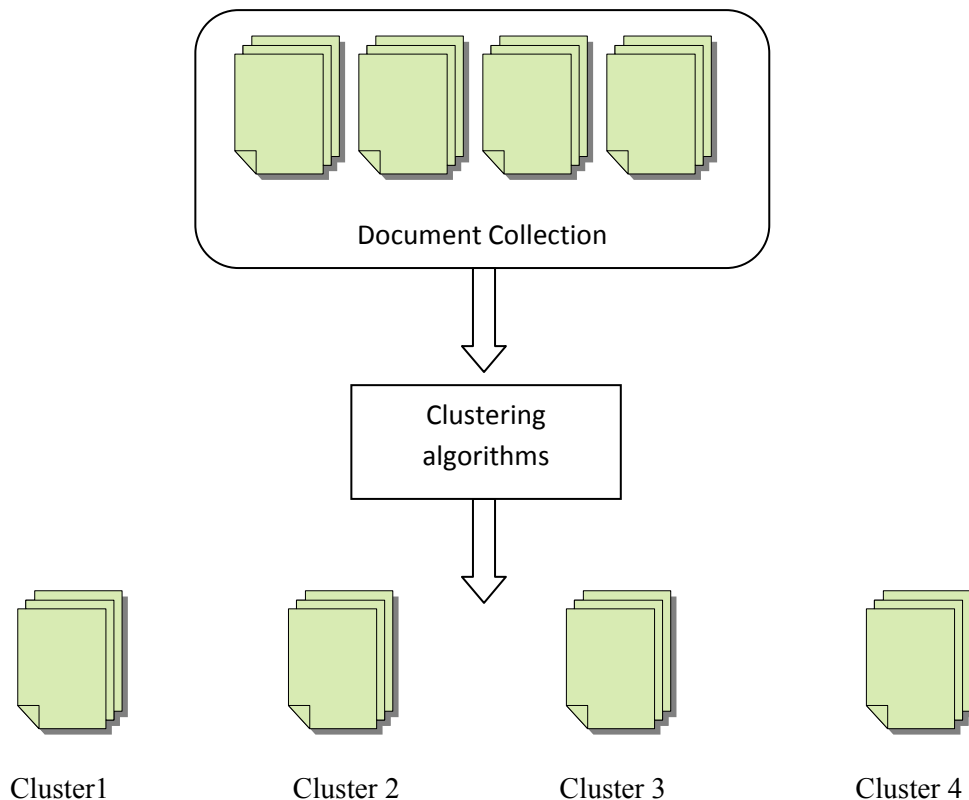 Document Collection
Clustering
algorithms
Cluster1
Cluster 2
Cluster 3
Cluster 4